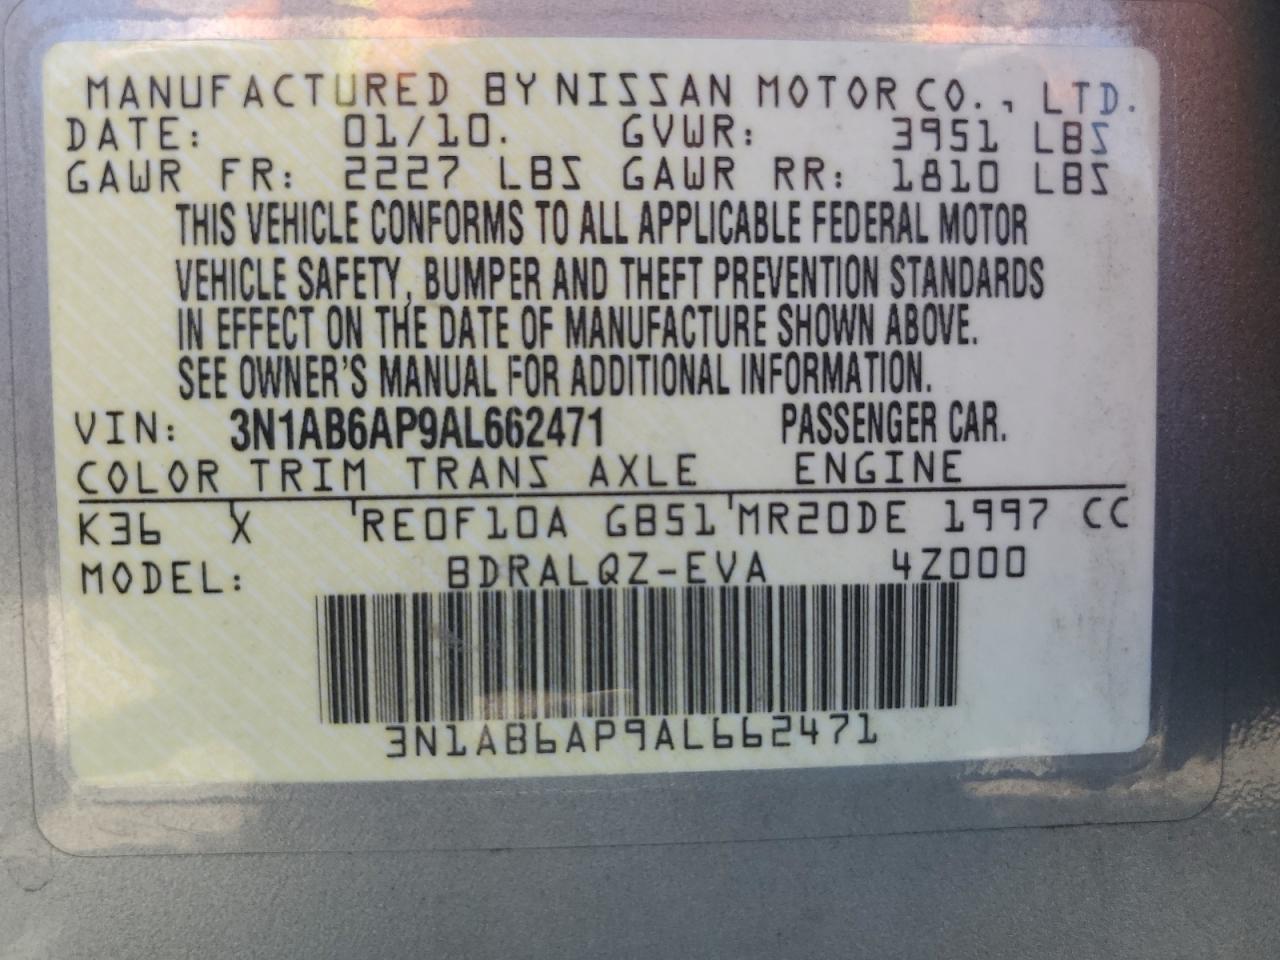 MANUFACTURED BY NISSAN MOTOR CO., LTD.
DATE: 01/10. GVWR: 3951 LBS
GAWR FR: 2227 LBS GAWR RR: 1810 LBS
THIS VEHICLE CONFORMS TO ALL APPLICABLE FEDERAL MOTOR
VEHICLE SAFETY, BUMPER AND THEFT PREVENTION STANDARDS
IN EFFECT ON THE DATE OF MANUFACTURE SHOWN ABOVE.
SEE OWNER'S MANUAL FOR ADDITIONAL INFORMATION.
VIN: 3N1AB6AP9AL662471 PASSENGER CAR.
COLOR TRIM TRANS AXLE ENGINE
K36 X RE0F10A GB51 MR20DE 1997 CC
MODEL: BDRALQZ-EVA 4Z000
3N1AB6AP9AL662471